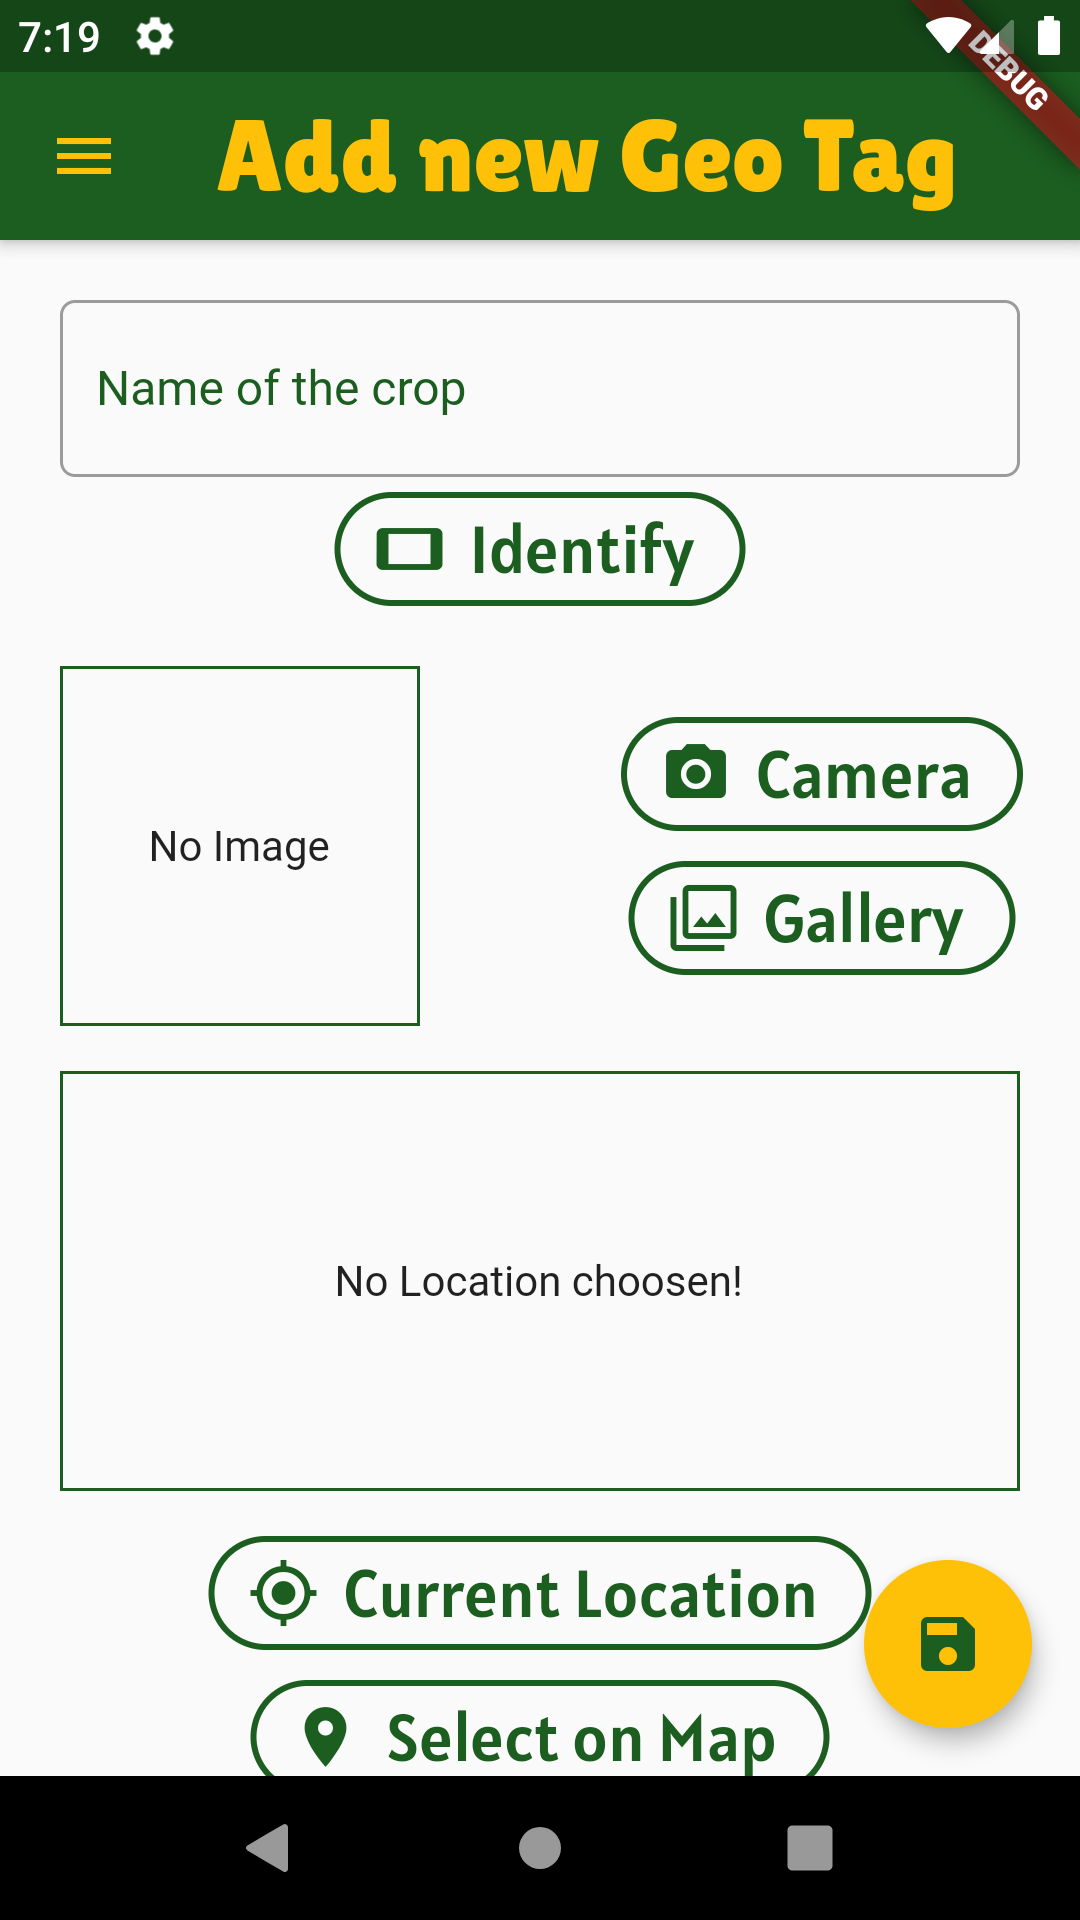 7:19
DEBUG
Add new Geo Tag
Name of the crop
Identify
No Image
Camera
Gallery
No Location choosen!
Current Location
Select on Map